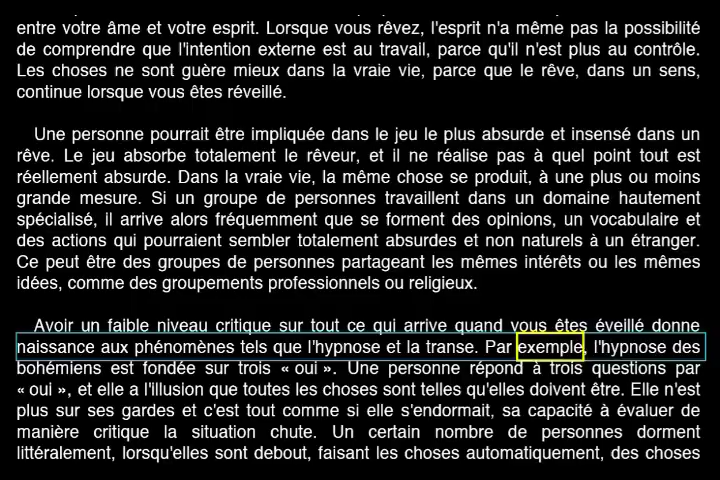 entre votre âme et votre esprit. Lorsque vous rêvez, l'esprit n'a même pas la possibilité
de comprendre que l'intention externe est au travail, parce qu'il n'est plus au contrôle.
Les choses ne sont guère mieux dans la vraie vie, parce que le rêve, dans un sens,
continue lorsque vous êtes réveillé.
Une personne pourrait être impliquée dans le jeu le plus absurde et insensé dans un
rêve. Le jeu absorbe totalement le rêveur, et il ne réalise pas à quel point tout est
réellement absurde. Dans la vraie vie, la même chose se produit, à une plus ou moins
grande mesure. Si un groupe de personnes travaillent dans un domaine hautement
spécialisé, il arrive alors fréquemment que se forment des opinions, un vocabulaire et
des actions qui pourraient sembler totalement absurdes et non naturels à un étranger.
Ce peut être des groupes de personnes partageant les mêmes intérêts ou les mêmes
idées, comme des groupements professionnels ou religieux.
Avoir un faible niveau critique sur tout ce qui arrive quand vous êtes éveillé donne
naissance aux phénomènes tels que l'hypnose et la transe. Par exemple, l'hypnose des
bohémiens est fondée sur trois « oui ». Une personne répond à trois questions par
« oui », et elle a l'illusion que toutes les choses sont telles qu'elles doivent être. Elle n'est
plus sur ses gardes et c'est tout comme si elle s'endormait, sa capacité à évaluer de
manière critique la situation chute. Un certain nombre de personnes dorment
littéralement, lorsqu'elles sont debout, faisant les choses automatiquement, des choses